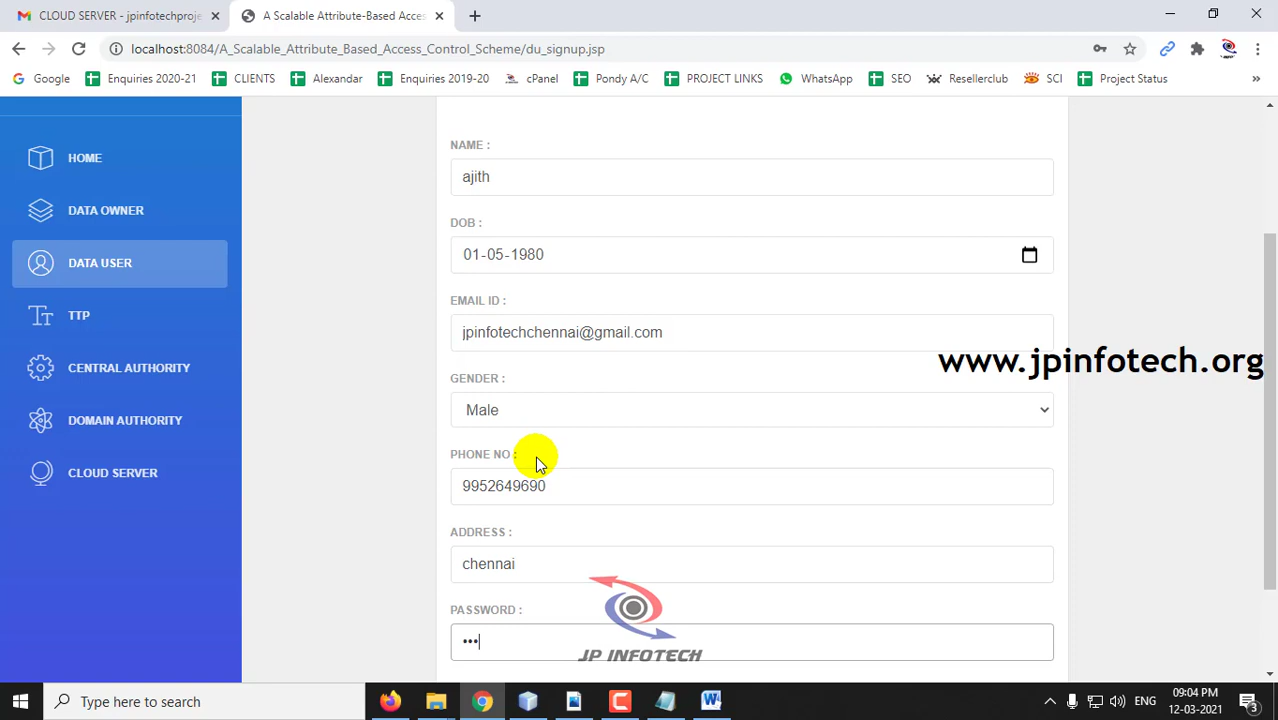 CLOUD SERVER - jpinfotechproje
A Scalable Attribute-Based Acces
localhost:8084/A_Scalable_Attribute_Based_Access_Control_Scheme/du_signup.jsp
Google
Enquiries 2020-21
CLIENTS
Alexandar
Enquiries 2019-20
cPanel
Pondy A/C
PROJECT LINKS
WhatsApp
SEO
Resellerclub
SCI
Project Status
HOME
DATA OWNER
DATA USER
TTP
CENTRAL AUTHORITY
DOMAIN AUTHORITY
CLOUD SERVER
NAME :
ajith
DOB :
01-05-1980
EMAIL ID :
jpinfotechchennai@gmail.com
www.jpinfotech.org
GENDER :
Male
PHONE NO :
9952649690
ADDRESS :
chennai
PASSWORD :
•••
JP INFOTECH
Type here to search
ENG
09:04 PM
12-03-2021
3